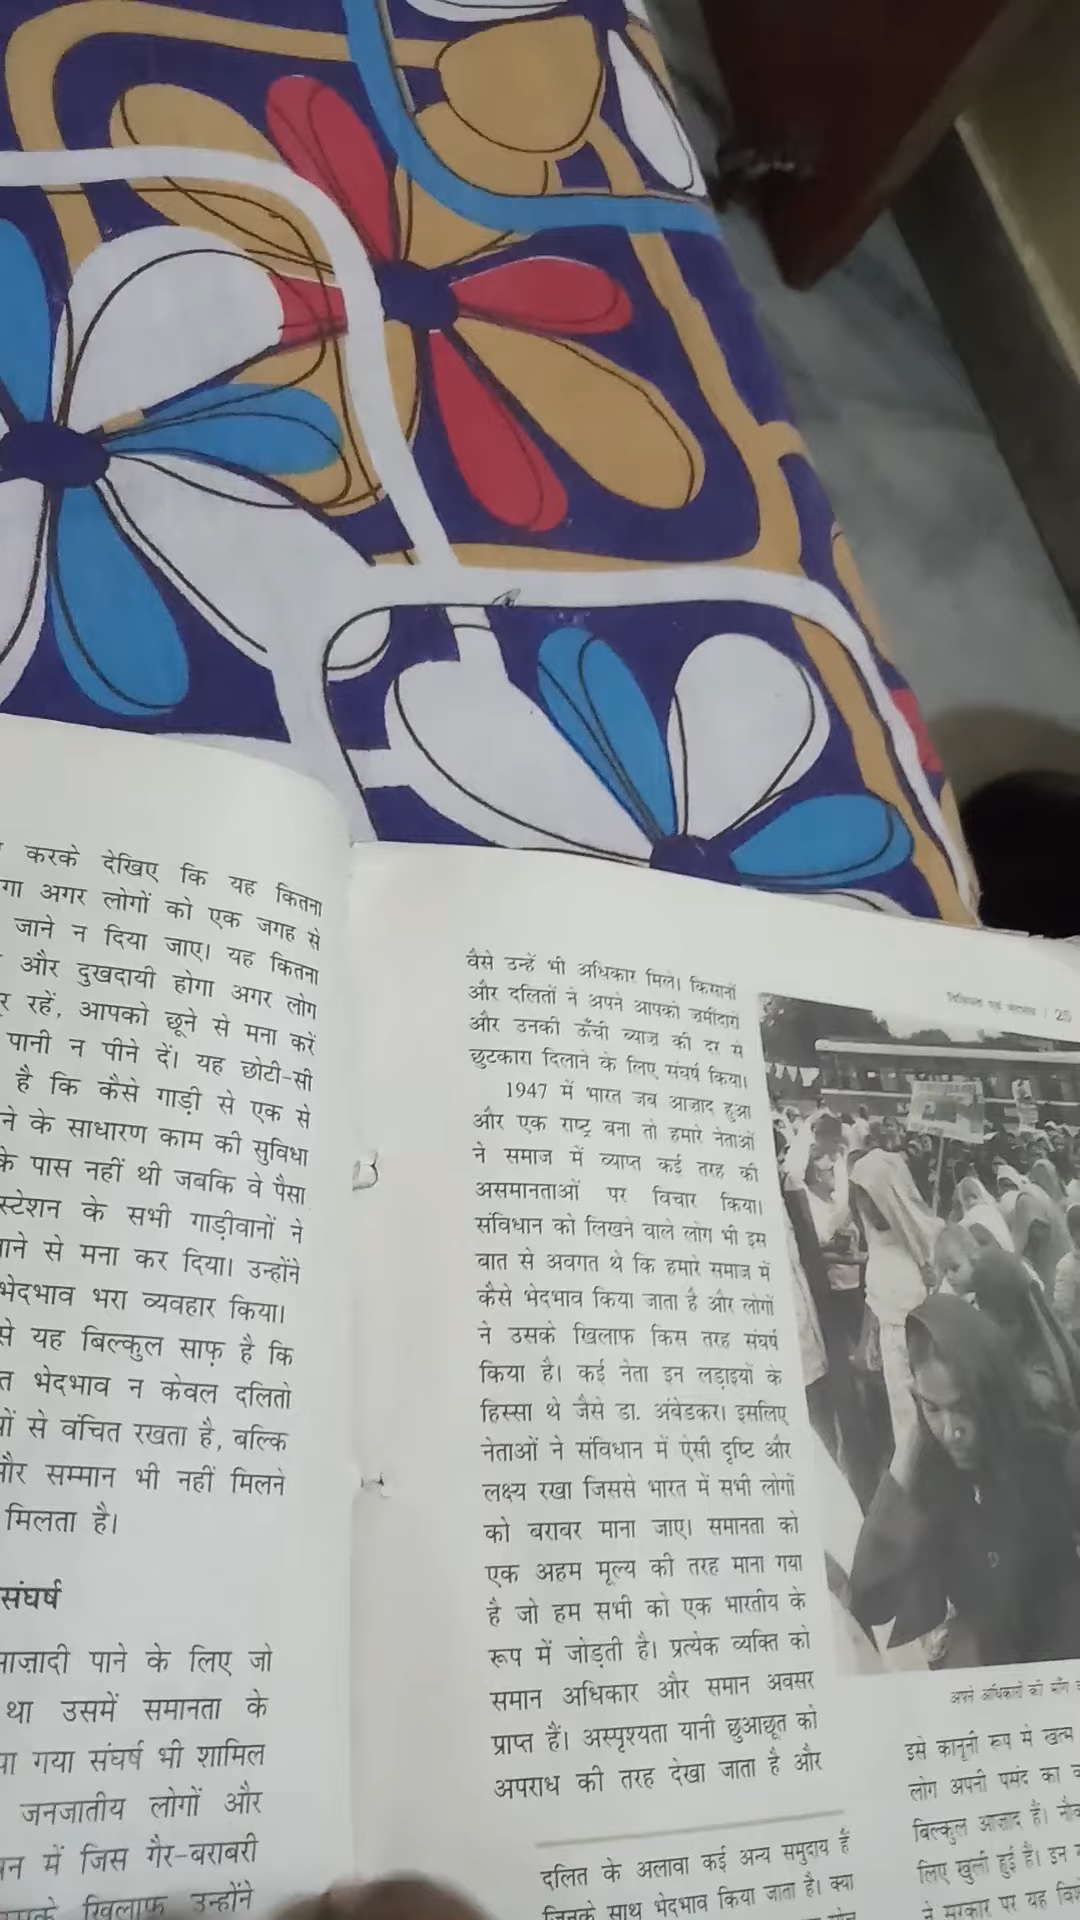 करके देखिए कि यह कितना
गा अगर लोगों को एक जगह से
जाने न दिया जाए। यह कितना
और दुखदायी होगा अगर लोग
र रहें, आपको छूने से मना करें
पानी न पीने दें। यह छोटी-सी
है कि कैसे गाड़ी से एक से
ने के साधारण काम की सुविधा
के पास नहीं थी जबकि वे पैसा
स्टेशन के सभी गाड़ीवानों ने
ाने से मना कर दिया। उन्होंने
भेदभाव भरा व्यवहार किया।
से यह बिल्कुल साफ़ है कि
त भेदभाव न केवल दलितो
ों से वंचित रखता है, बल्कि
और सम्मान भी नहीं मिलने
मिलता है।
संघर्ष
आज़ादी पाने के लिए जो
था उसमें समानता के
या गया संघर्ष भी शामिल
जनजातीय लोगों और
न में जिस गैर-बराबरी
खिलाफ उन्होंने
25
वैसे उन्हें भी अधिकार मिले। किसानों
और दलितों ने अपने आपको ज़मींदारों
और उनकी ऊँची ब्याज की दर से
छुटकारा दिलाने के लिए संघर्ष किया।
1947 में भारत जब आज़ाद हुआ
और एक राष्ट्र बना तो हमारे नेताओं
ने समाज में व्याप्त कई तरह की
असमानताओं पर विचार किया।
संविधान को लिखने वाले लोग भी इस
बात से अवगत थे कि हमारे समाज में
कैसे भेदभाव किया जाता है और लोगों
ने उसके खिलाफ किस तरह संघर्ष
किया है। कई नेता इन लड़ाइयों के
हिस्सा थे जैसे डा. अंबेडकर। इसलिए
नेताओं ने संविधान में ऐसी दृष्टि और
लक्ष्य रखा जिससे भारत में सभी लोगों
को बराबर माना जाए। समानता को
एक अहम मूल्य की तरह माना गया
है जो हम सभी को एक भारतीय के
रूप में जोड़ती है। प्रत्येक व्यक्ति को
समान अधिकार और समान अवसर
प्राप्त हैं। अस्पृश्यता यानी छुआछूत को
अपराध की तरह देखा जाता है और
दलित के अलावा कई अन्य समुदाय हैं
जिनके साथ भेदभाव किया जाता है। क्या
अपने अधिकारों की माँग
इसे कानूनी रूप से खत्म
लोग अपनी पसंद का
बिल्कुल आज़ाद हैं।
लिए खुली हुई हैं। इन
ने सरकार पर यह